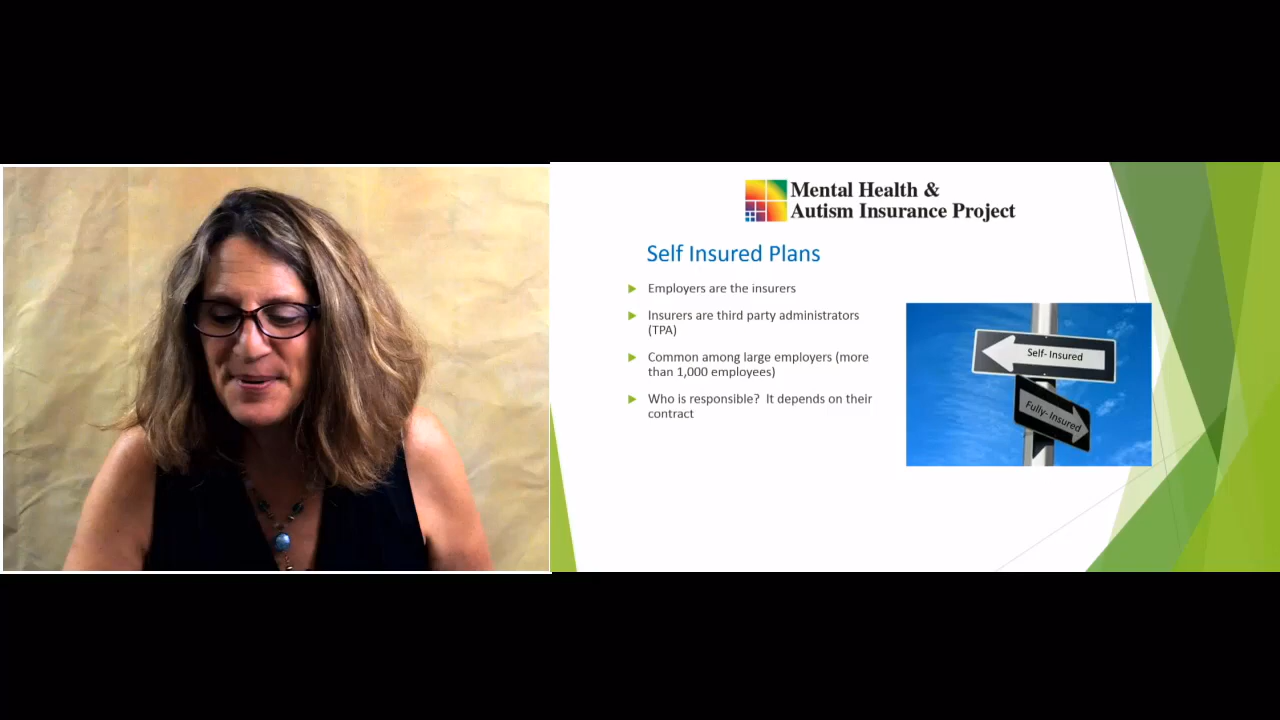 Mental Health &
Autism Insurance Project
Self Insured Plans
Employers are the insurers
Insurers are third party administrators
(TPA)
Common among large employers (more
than 1,000 employees)
Who is responsible?  It depends on their
contract
Self- Insured
Fully- Insured